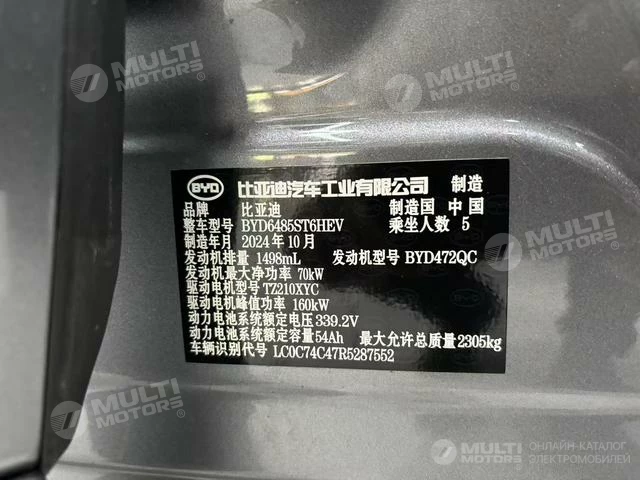 MULTI MOTORS®
MULTI MOTORS®
BYD 比亚迪汽车工业有限公司 制造
品牌 比亚迪 制造国 中国
整车型号 BYD6485ST6HEV 乘坐人数 5
制造年月 2024年10月
发动机排量 1498mL 发动机型号 BYD472QC
发动机最大净功率 70kW
驱动电机型号 TZ210XYC
驱动电机峰值功率 160kW
动力电池系统额定电压 339.2V
动力电池系统额定容量 54Ah 最大允许总质量 2305kg
车辆识别代号 LC0C74C47R5287552
MULTI MOTORS®
MULTI MOTORS®
MULTI MOTORS
ОНЛАЙН-КАТАЛОГ
ЭЛЕКТРОМОБИЛЕЙ